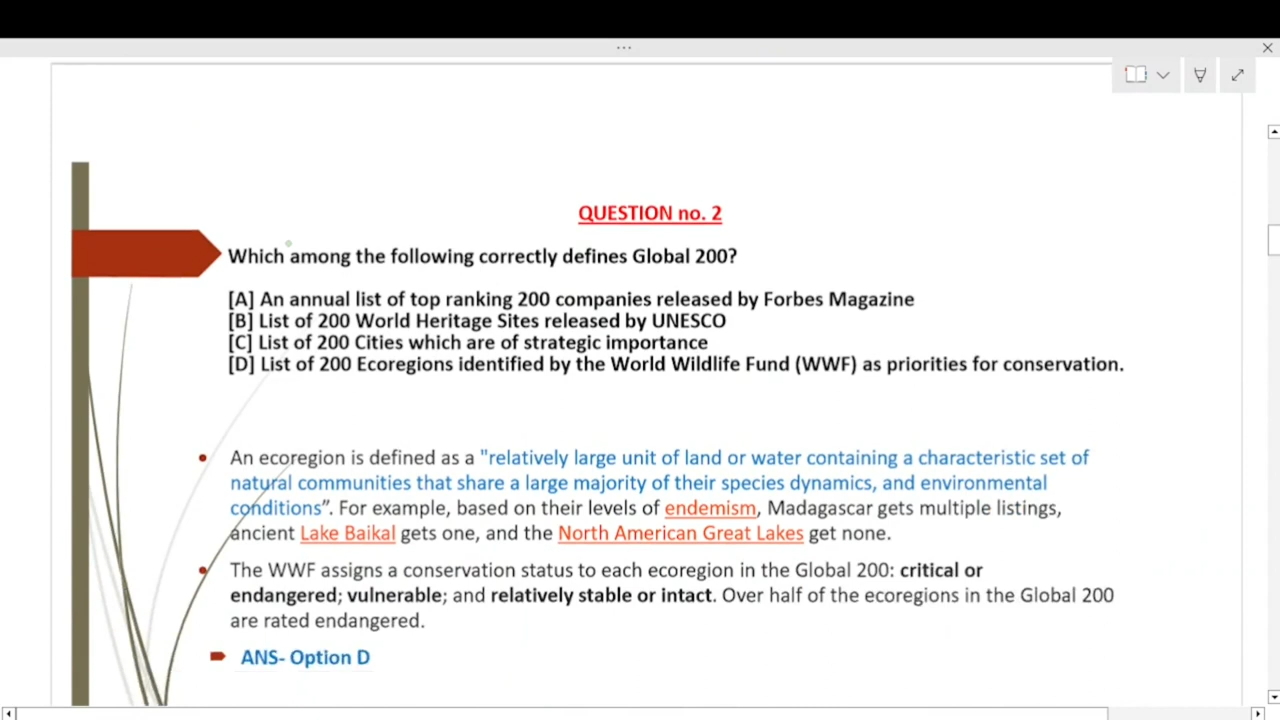 QUESTION no. 2
Which among the following correctly defines Global 200?
[A] An annual list of top ranking 200 companies released by Forbes Magazine
[B] List of 200 World Heritage Sites released by UNESCO
[C] List of 200 Cities which are of strategic importance
[D] List of 200 Ecoregions identified by the World Wildlife Fund (WWF) as priorities for conservation.
An ecoregion is defined as a "relatively large unit of land or water containing a characteristic set of
natural communities that share a large majority of their species dynamics, and environmental
conditions”. For example, based on their levels of endemism, Madagascar gets multiple listings,
ancient Lake Baikal gets one, and the North American Great Lakes get none.
The WWF assigns a conservation status to each ecoregion in the Global 200: critical or
endangered; vulnerable; and relatively stable or intact. Over half of the ecoregions in the Global 200
are rated endangered.
ANS- Option D